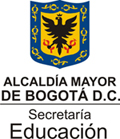 ALCALDÍA MAYOR
DE BOGOTÁ D.C.
Secretaría
Educación